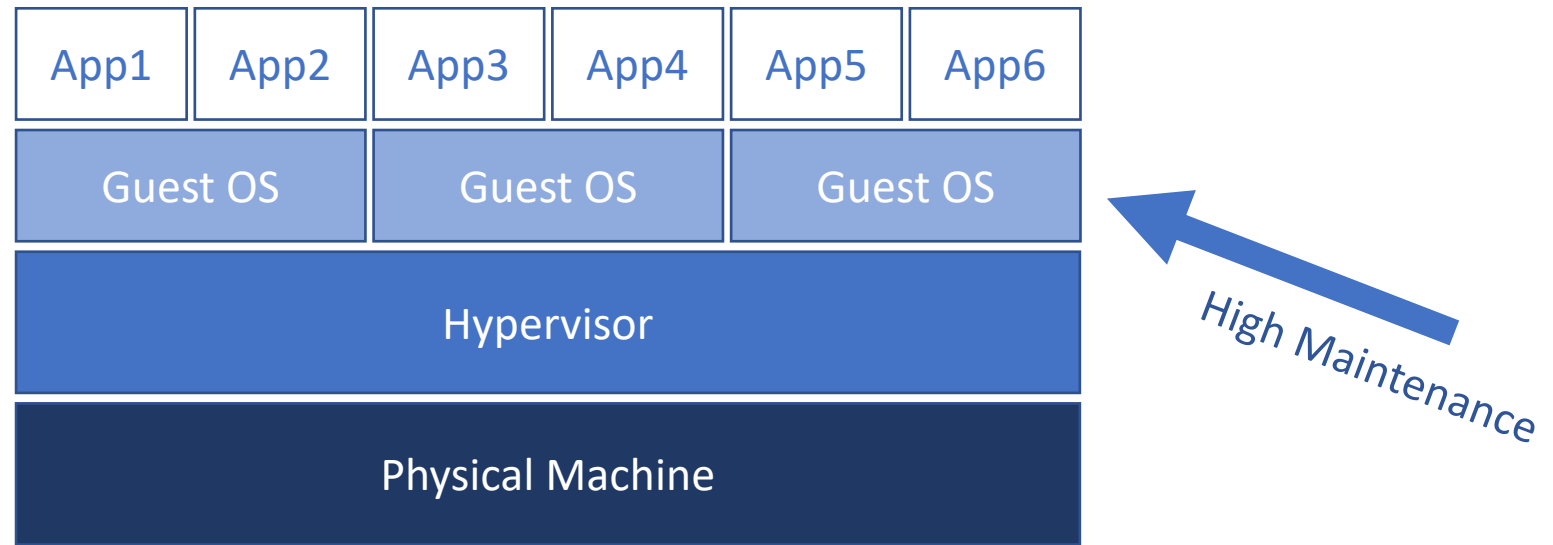 App1 App2 App3 App4 App5 App6
Guest OS Guest OS Guest OS
Hypervisor
High Maintenance
Physical Machine